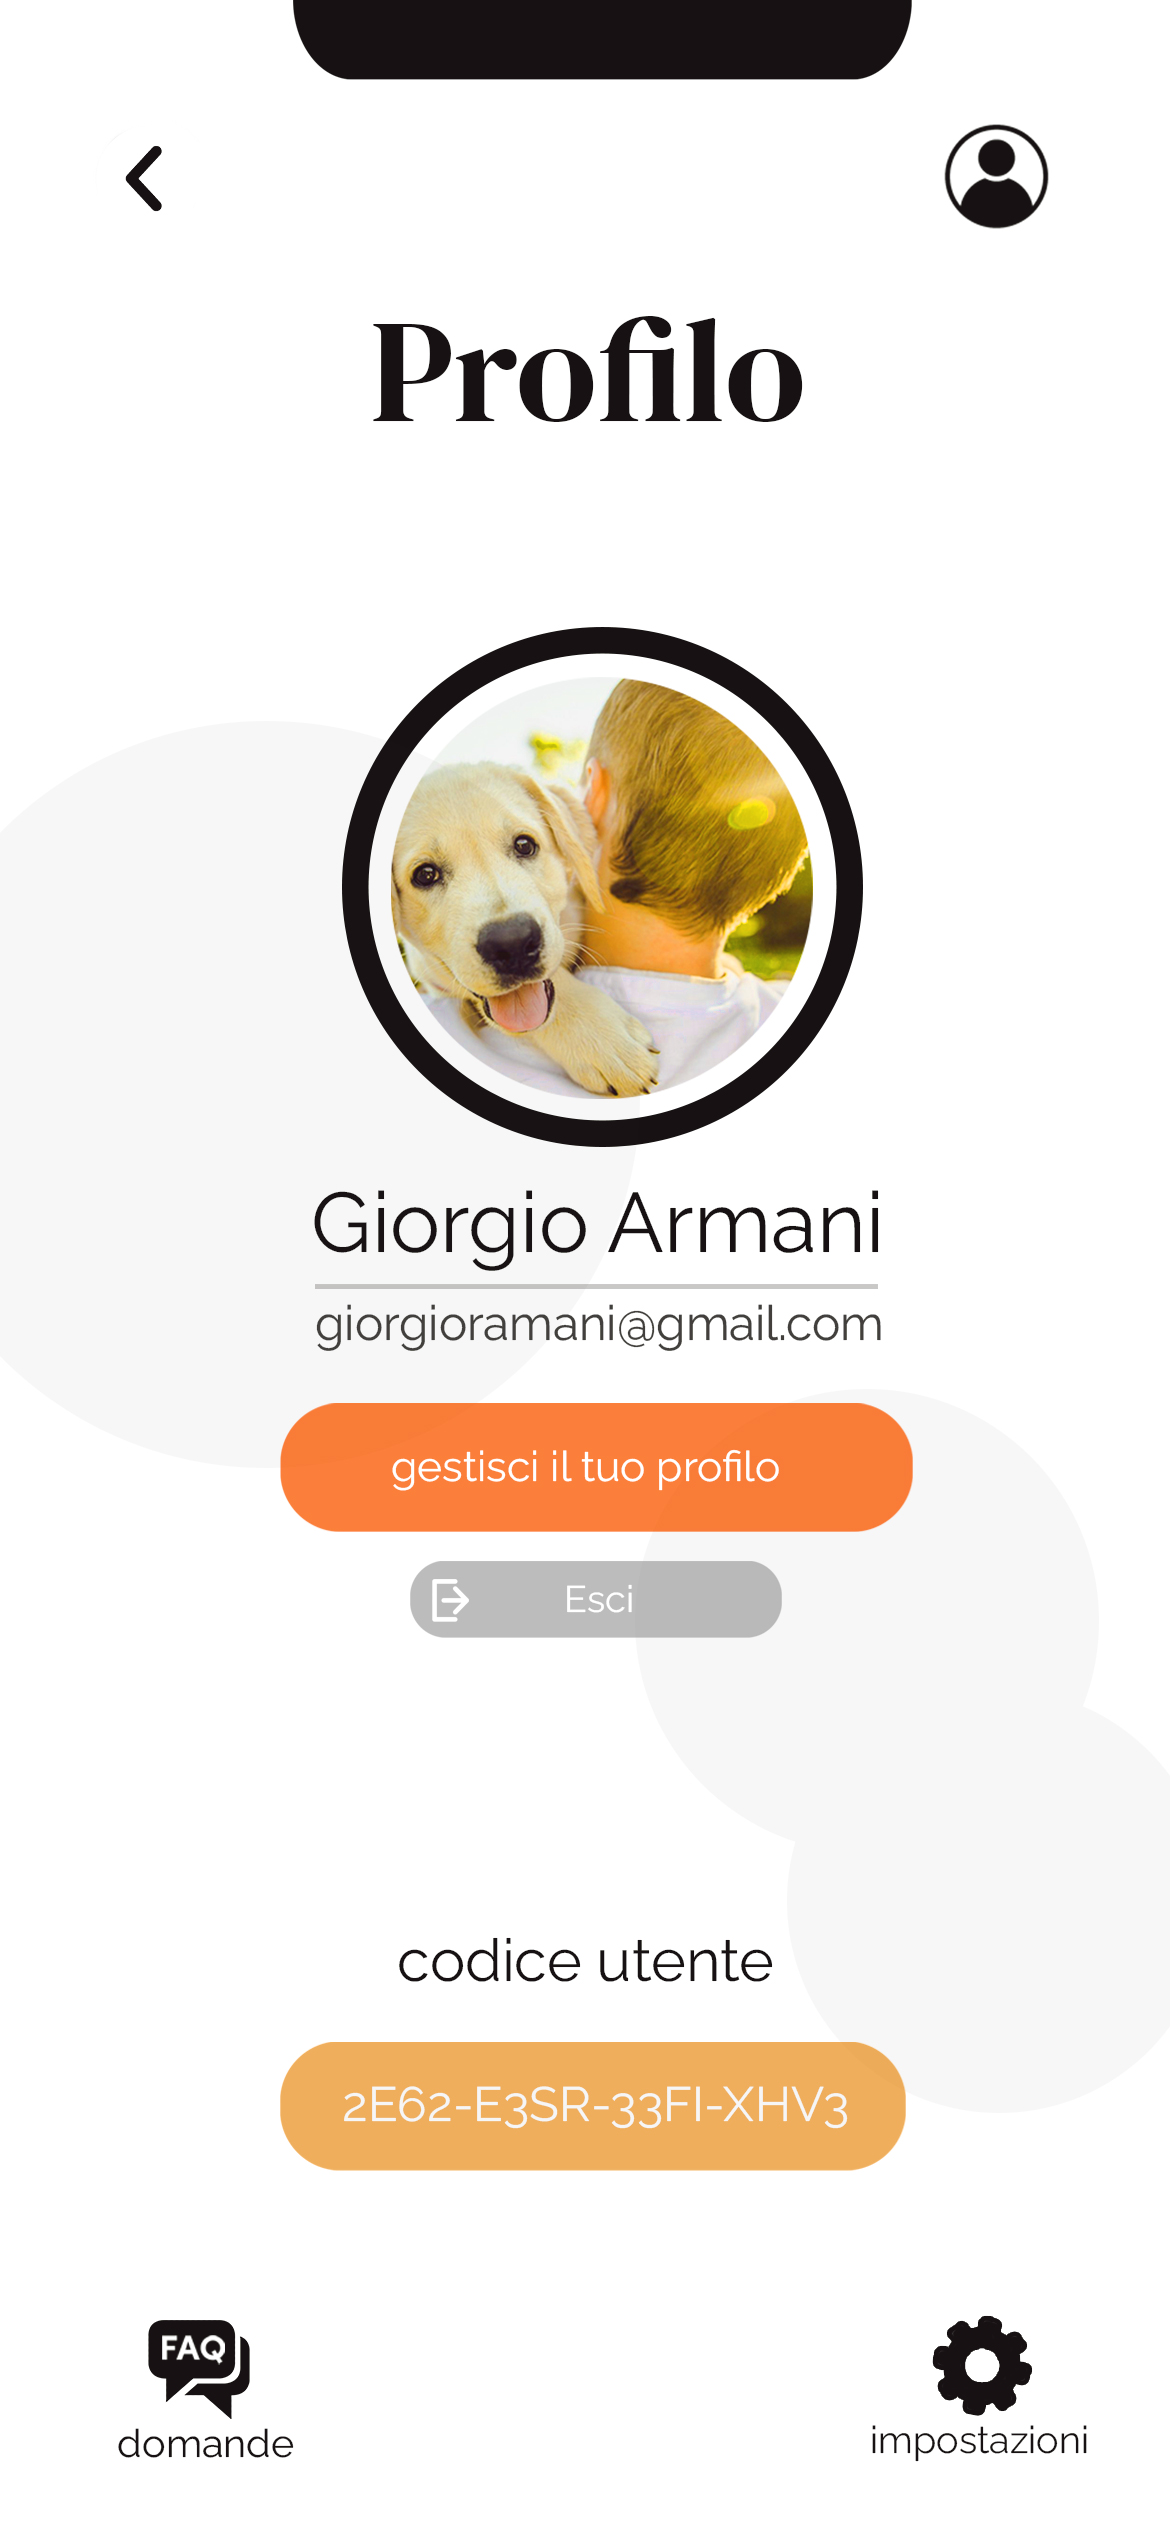 Profilo
Giorgio Armani
giorgioramani@gmail.com
gestisci il tuo profilo
Esci
codice utente
2E62-E3SR-33FI-XHV3
FAQ
domande
impostazioni